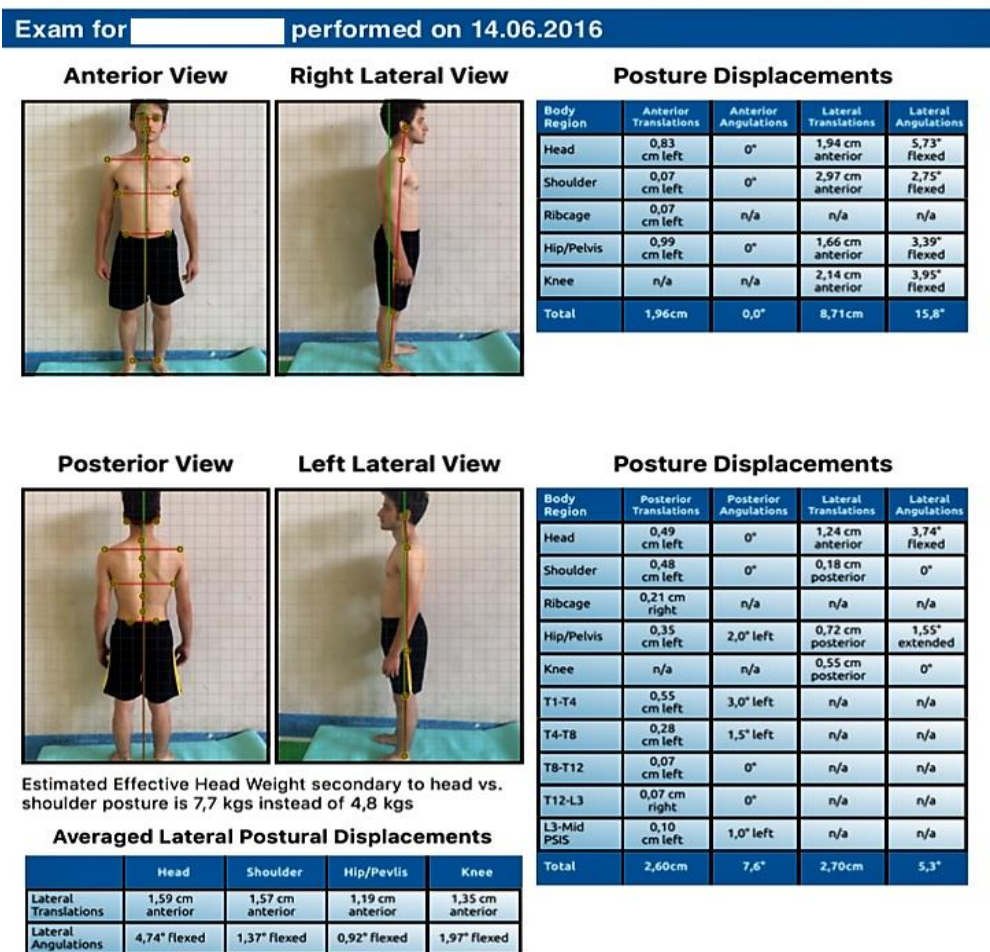 Exam for performed on 14.06.2016
Anterior View
Right Lateral View
Posture Displacements
Body Region Anterior Translations Anterior Angulations Lateral Translations Lateral Angulations
Head 0,83 cm left 0° 1,94 cm anterior 5,73° flexed
Shoulder 0,07 cm left 0° 2,97 cm anterior 2,75° flexed
Ribcage 0,07 cm left n/a n/a n/a
Hip/Pelvis 0,99 cm left 0° 1,66 cm anterior 3,39° flexed
Knee n/a n/a 2,14 cm anterior 3,95° flexed
Total 1,96cm 0,0° 8,71cm 15,8°
Posterior View
Left Lateral View
Posture Displacements
Body Region Posterior Translations Posterior Angulations Lateral Translations Lateral Angulations
Head 0,49 cm left 0° 1,24 cm anterior 3,74° flexed
Shoulder 0,48 cm left 0° 0,18 cm posterior 0°
Ribcage 0,21 cm right n/a n/a n/a
Hip/Pelvis 0,35 cm left 2,0° left 0,72 cm posterior 1,55° extended
Knee n/a n/a 0,55 cm posterior 0°
T1-T4 0,55 cm left 3,0° left n/a n/a
T4-T8 0,28 cm left 1,5° left n/a n/a
T8-T12 0,07 cm left 0° n/a n/a
T12-L3 0,07 cm right 0° n/a n/a
L3-Mid PSIS 0,10 cm left 1,0° left n/a n/a
Total 2,60cm 7,6° 2,70cm 5,3°
Estimated Effective Head Weight secondary to head vs.
shoulder posture is 7,7 kgs instead of 4,8 kgs
Averaged Lateral Postural Displacements
Head Shoulder Hip/Pevlis Knee
Lateral Translations 1,59 cm anterior 1,57 cm anterior 1,19 cm anterior 1,35 cm anterior
Lateral Angulations 4,74° flexed 1,37° flexed 0,92° flexed 1,97° flexed